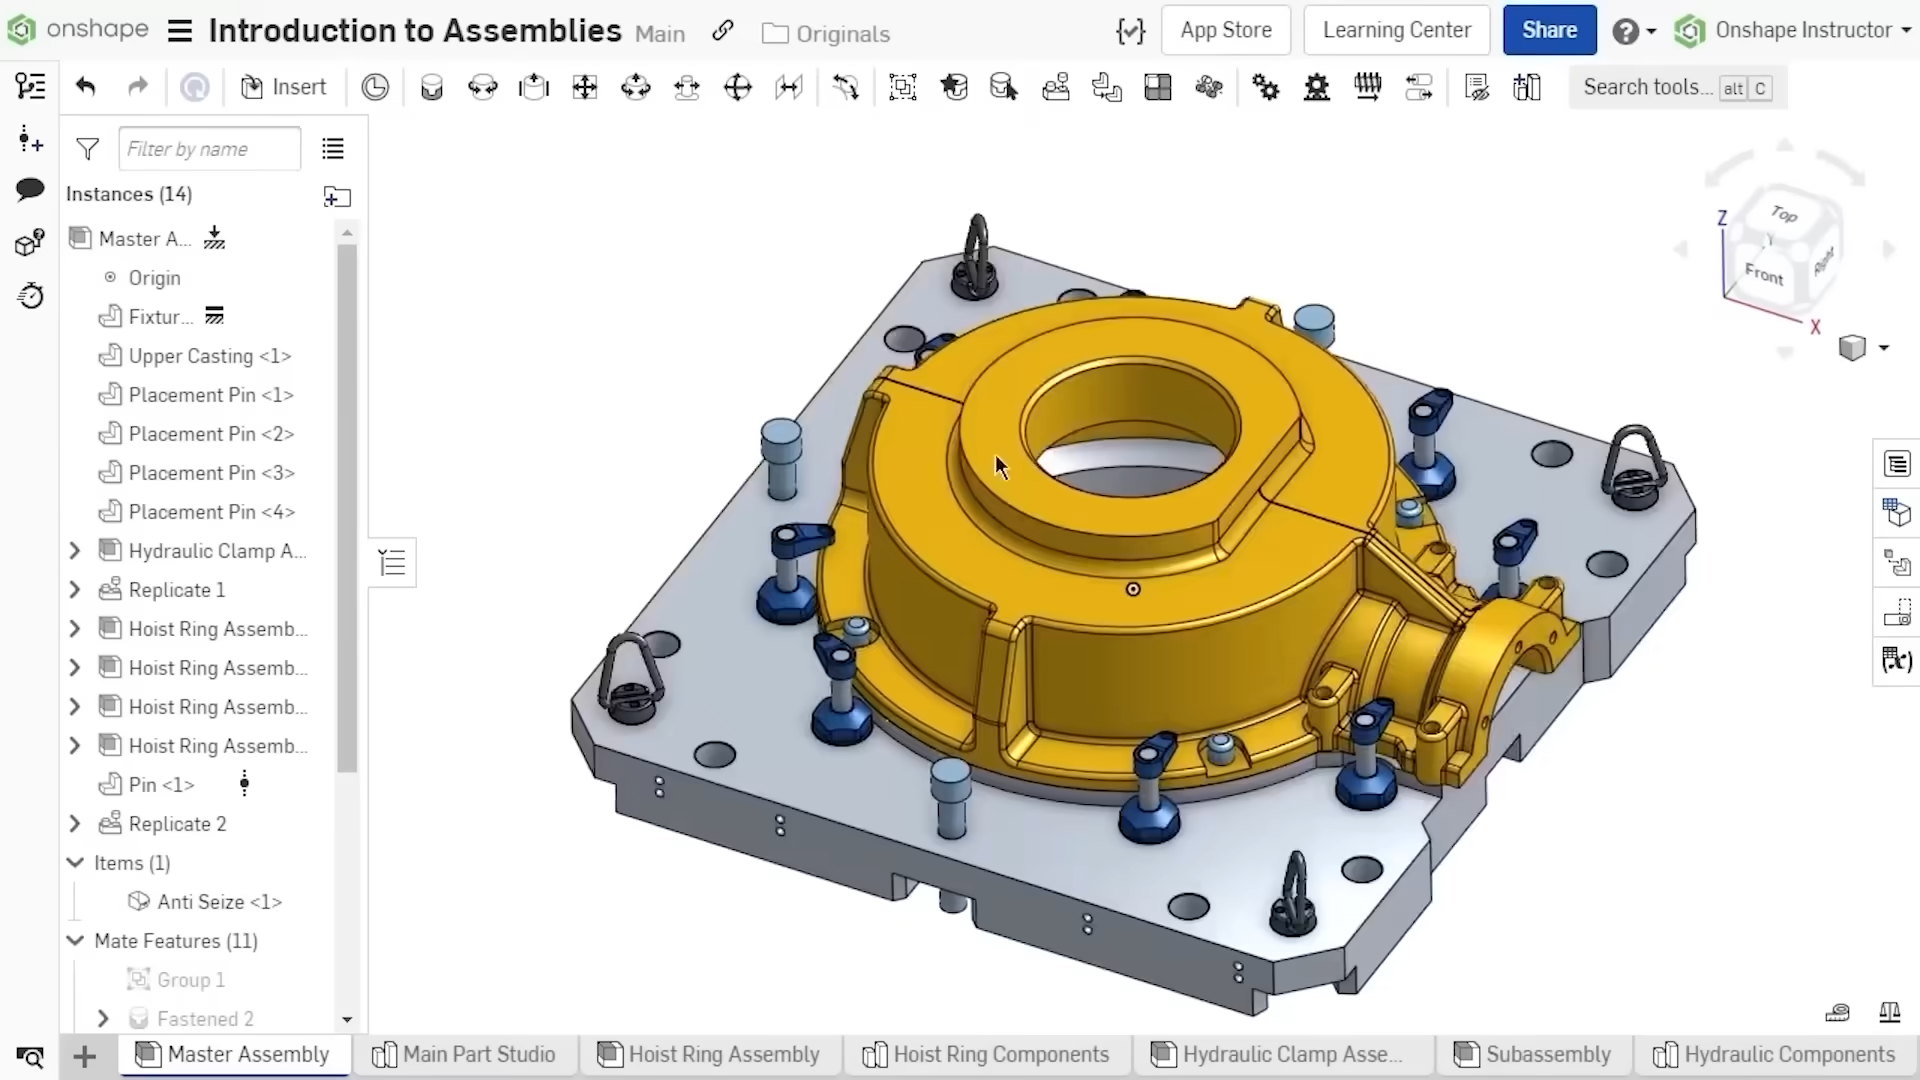 onshape
Introduction to Assemblies
Main
Originals
App Store
Learning Center
Share
Onshape Instructor
Insert
Search tools... alt C
Filter by name
Instances (14)
Master A...
Origin
Fixtur...
Upper Casting <1>
Placement Pin <1>
Placement Pin <2>
Placement Pin <3>
Placement Pin <4>
Hydraulic Clamp A...
Replicate 1
Hoist Ring Assemb...
Hoist Ring Assemb...
Hoist Ring Assemb...
Hoist Ring Assemb...
Pin <1>
Replicate 2
Items (1)
Anti Seize <1>
Mate Features (11)
Group 1
Fastened 2
Z
Top
Y
Front
Right
X
Master Assembly
Main Part Studio
Hoist Ring Assembly
Hoist Ring Components
Hydraulic Clamp Asse...
Subassembly
Hydraulic Components